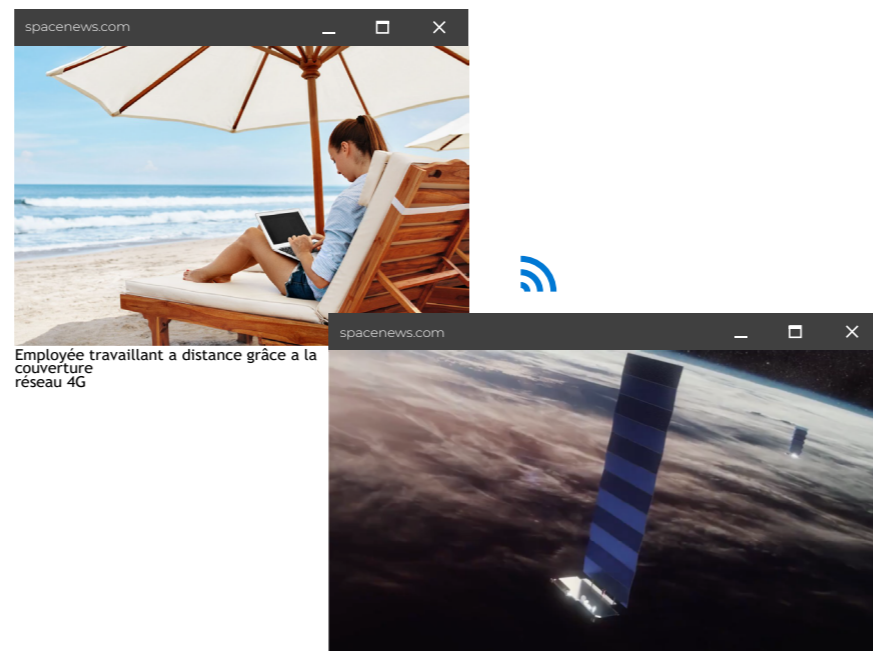 spacenews.com
Employée travaillant a distance grâce a la
couverture
réseau 4G
spacenews.com